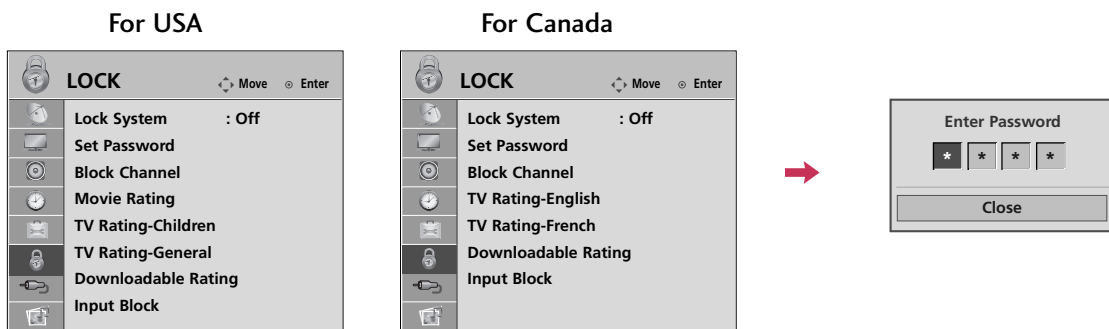 For USA
LOCK Move Enter
Lock System : Off
Set Password
Block Channel
Movie Rating
TV Rating-Children
TV Rating-General
Downloadable Rating
Input Block
For Canada
LOCK Move Enter
Lock System : Off
Set Password
Block Channel
TV Rating-English
TV Rating-French
Downloadable Rating
Input Block
Enter Password
* * * *
Close